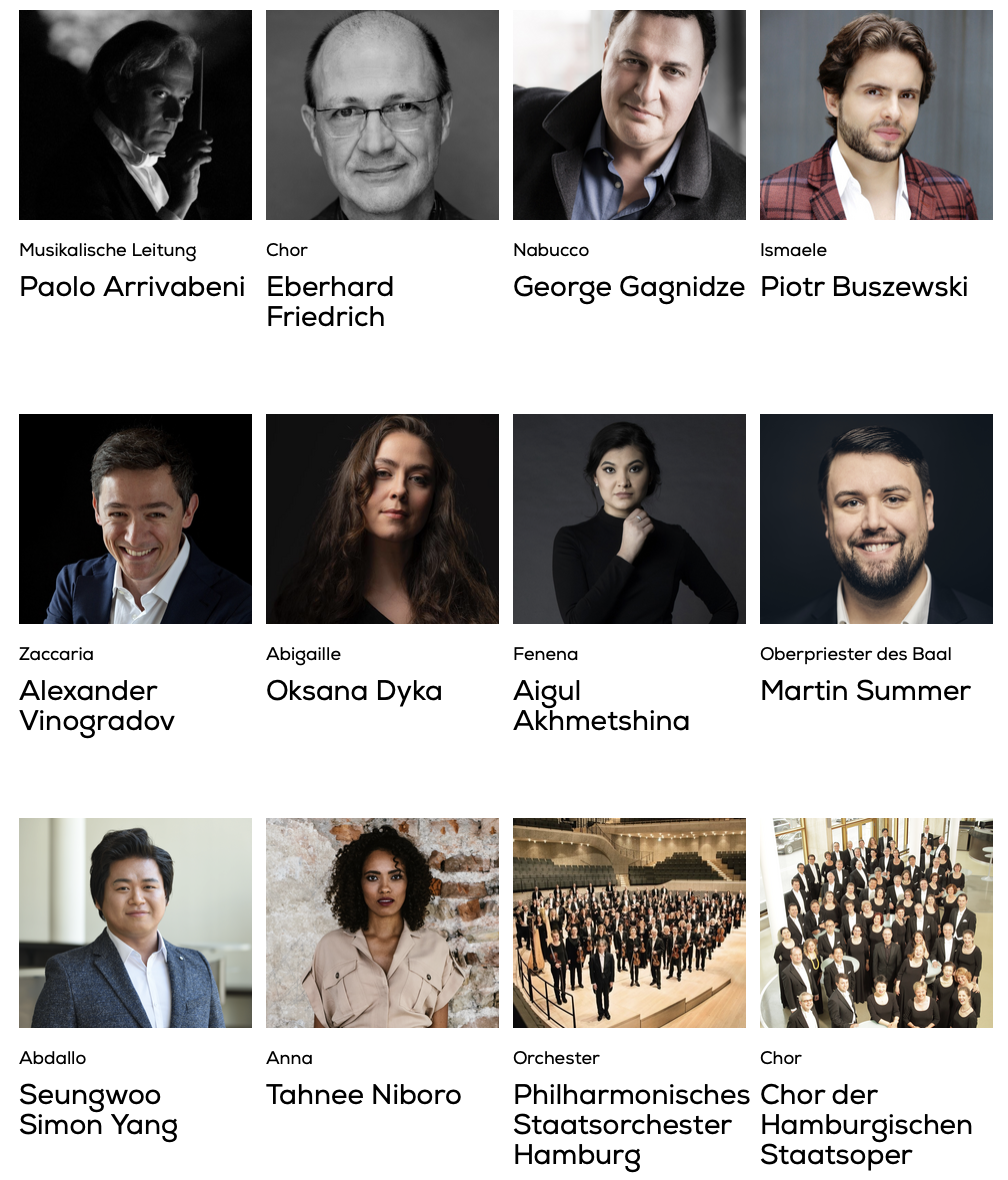 Musikalische Leitung
Paolo Arrivabeni
Chor
Eberhard
Friedrich
Nabucco
George Gagnidze
Ismaele
Piotr Buszewski
Zaccaria
Alexander
Vinogradov
Abigaille
Oksana Dyka
Fenena
Aigul
Akhmetshina
Oberpriester des Baal
Martin Summer
Abdallo
Seungwoo
Simon Yang
Anna
Tahnee Niboro
Orchester
Philharmonisches
Staatsorchester
Hamburg
Chor
Chor der
Hamburgischen
Staatsoper